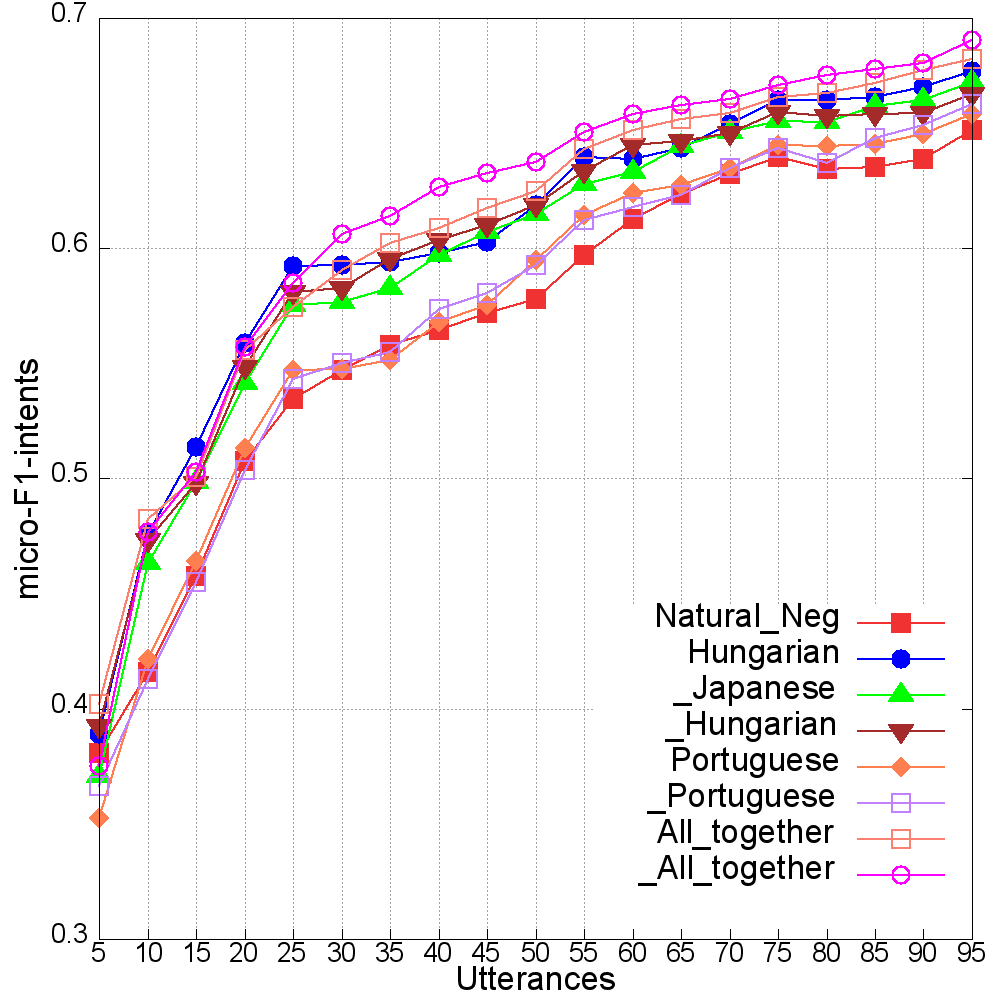 0.7
0.6
0.5
0.4
0.3
micro-F1-intents
Natural_Neg
Hungarian
_Japanese
_Hungarian
Portuguese
_Portuguese
All_together
_All_together
5 10 15 20 25 30 35 40 45 50 55 60 65 70 75 80 85 90 95
Utterances